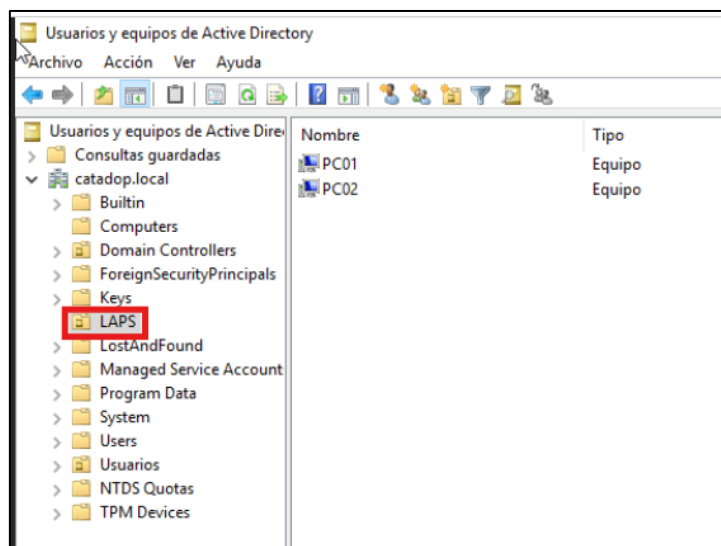 Usuarios y equipos de Active Directory
Archivo Acción Ver Ayuda
Usuarios y equipos de Active Dire
Consultas guardadas
catadop.local
Builtin
Computers
Domain Controllers
ForeignSecurityPrincipals
Keys
LAPS
LostAndFound
Managed Service Account
Program Data
System
Users
Usuarios
NTDS Quotas
TPM Devices
Nombre Tipo
PC01 Equipo
PC02 Equipo